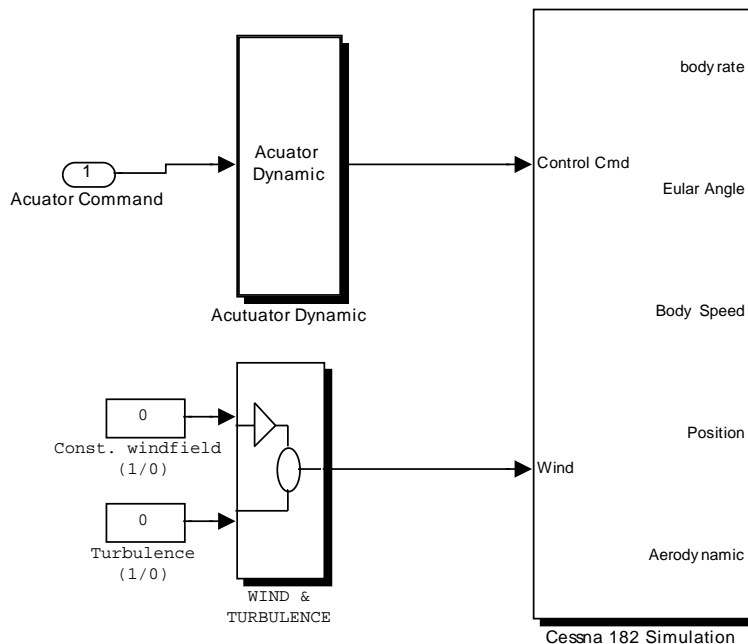 body rate
1
Acuator Command
Acuator
Dynamic
Control Cmd
Eular Angle
Acutuator Dynamic
Body Speed
0
Const. windfield
(1/0)
Position
Wind
0
Turbulence
(1/0)
WIND &
TURBULENCE
Aerodynamic
Cessna 182 Simulation